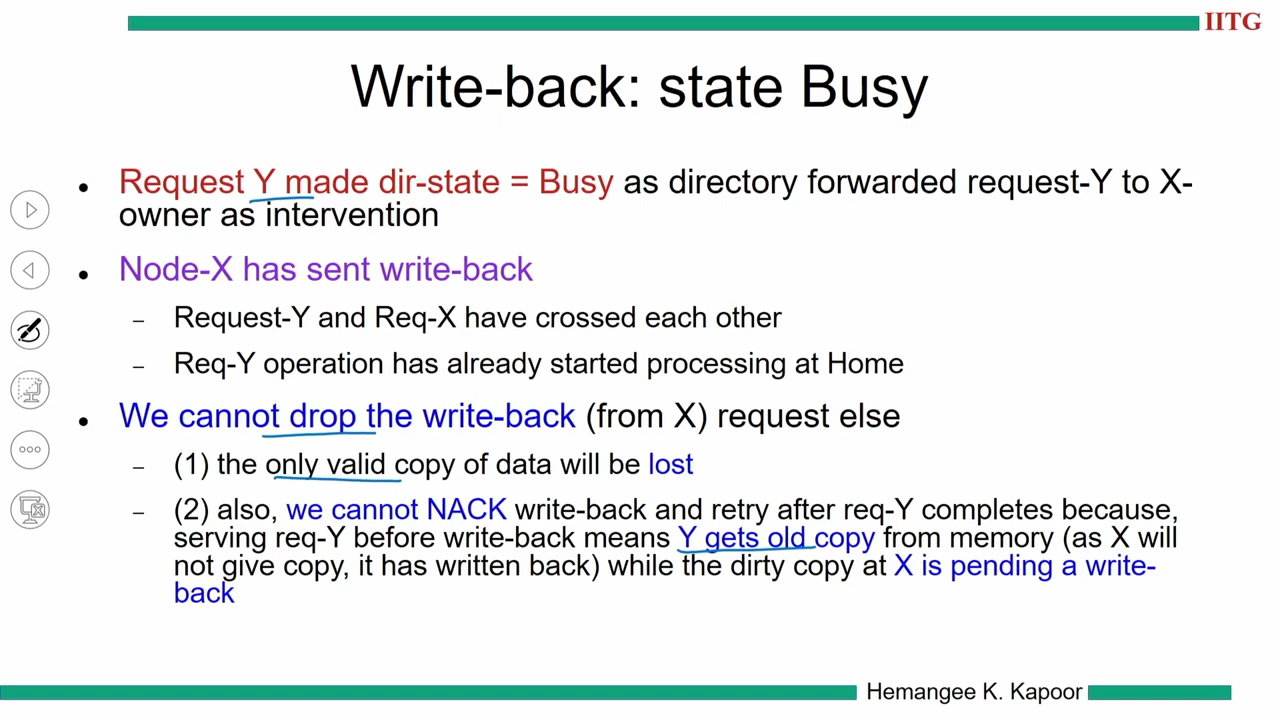 IITG
Write-back: state Busy
• Request Y made dir-state = Busy as directory forwarded request-Y to X-
owner as intervention
• Node-X has sent write-back
– Request-Y and Req-X have crossed each other
– Req-Y operation has already started processing at Home
• We cannot drop the write-back (from X) request else
– (1) the only valid copy of data will be lost
– (2) also, we cannot NACK write-back and retry after req-Y completes because,
serving req-Y before write-back means Y gets old copy from memory (as X will
not give copy, it has written back) while the dirty copy at X is pending a write-
back
Hemangee K. Kapoor